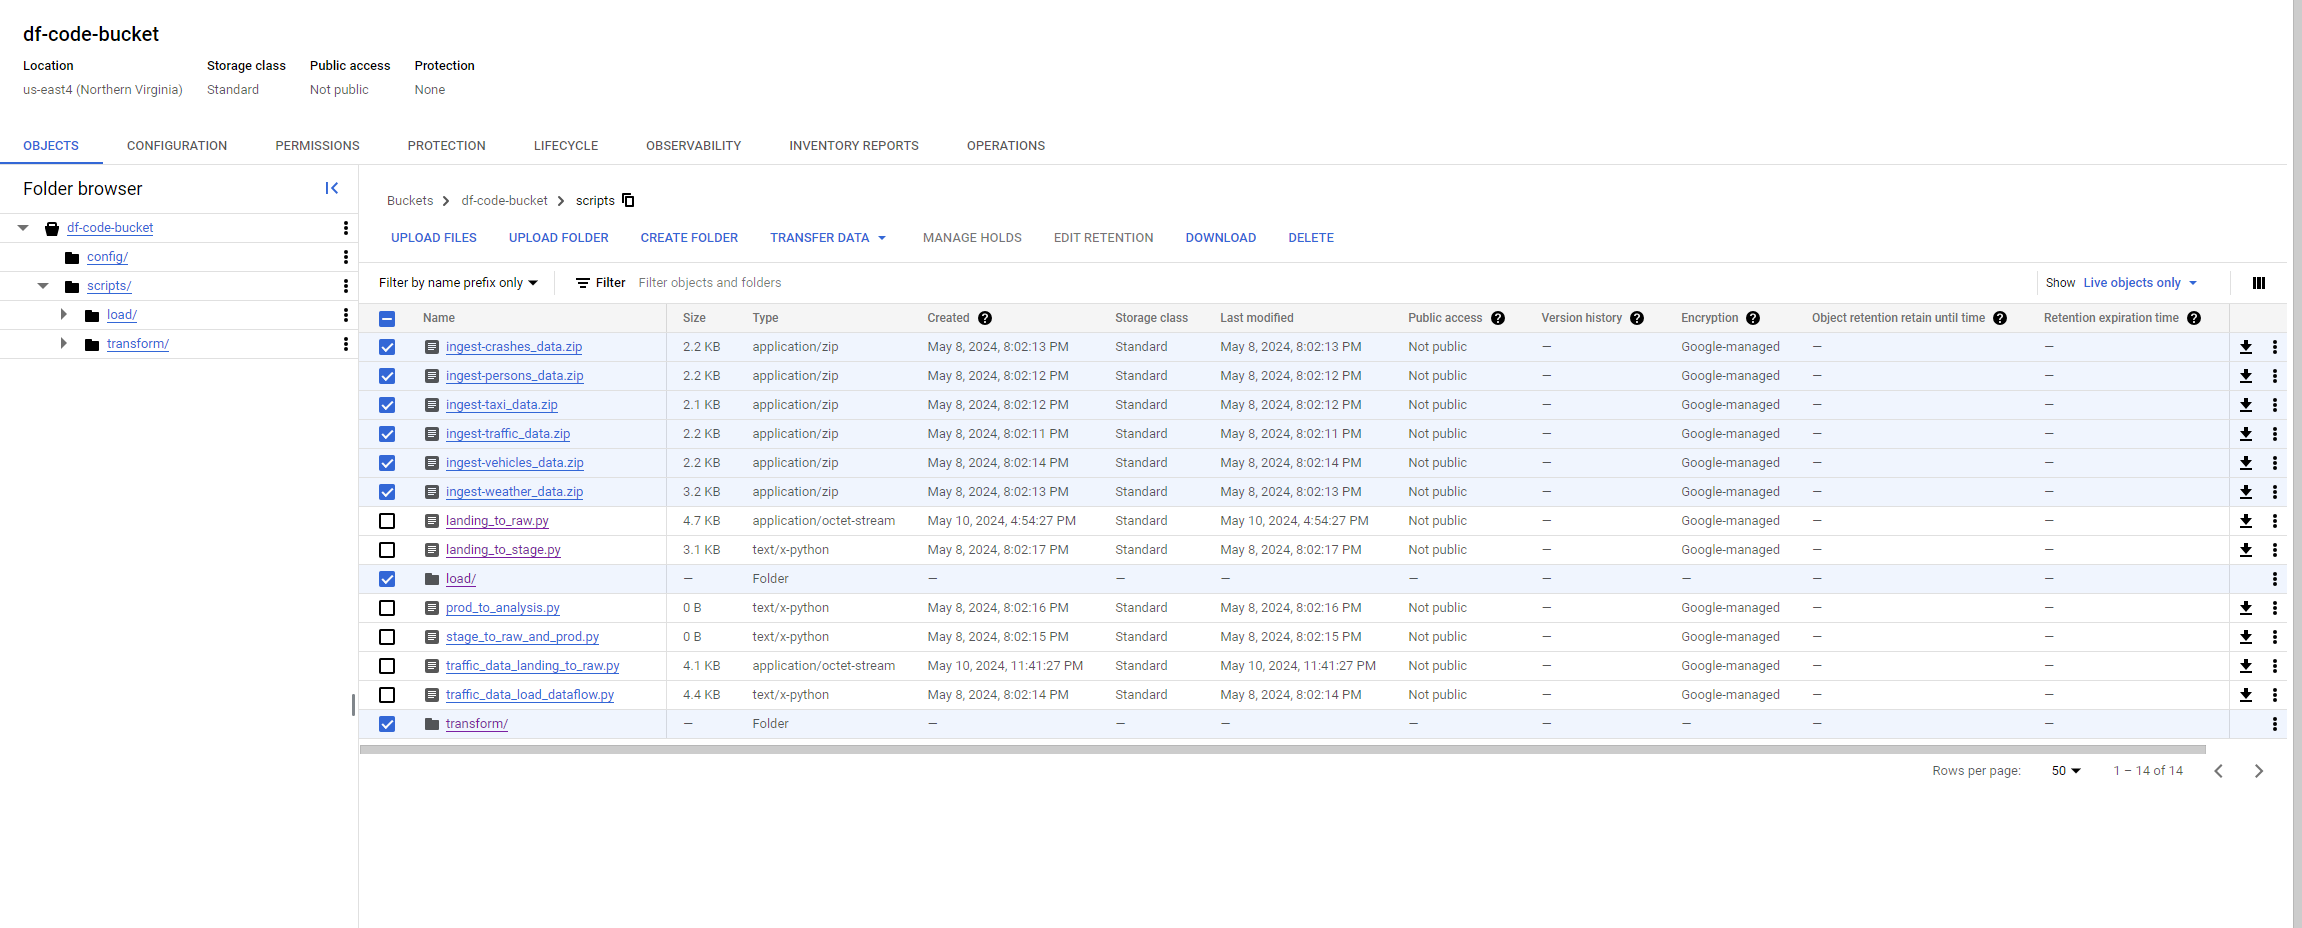 df-code-bucket
Location Storage class Public access Protection
us-east4 (Northern Virginia) Standard Not public None
OBJECTS CONFIGURATION PERMISSIONS PROTECTION LIFECYCLE OBSERVABILITY INVENTORY REPORTS OPERATIONS
Folder browser
df-code-bucket
config/
scripts/
load/
transform/
Buckets df-code-bucket scripts
UPLOAD FILES UPLOAD FOLDER CREATE FOLDER TRANSFER DATA MANAGE HOLDS EDIT RETENTION DOWNLOAD DELETE
Filter by name prefix only Filter Filter objects and folders Show Live objects only
Name Size Type Created Storage class Last modified Public access Version history Encryption Object retention retain until time Retention expiration time
ingest-crashes_data.zip 2.2 KB application/zip May 8, 2024, 8:02:13 PM Standard May 8, 2024, 8:02:13 PM Not public — Google-managed — —
ingest-persons_data.zip 2.2 KB application/zip May 8, 2024, 8:02:12 PM Standard May 8, 2024, 8:02:12 PM Not public — Google-managed — —
ingest-taxi_data.zip 2.1 KB application/zip May 8, 2024, 8:02:12 PM Standard May 8, 2024, 8:02:12 PM Not public — Google-managed — —
ingest-traffic_data.zip 2.2 KB application/zip May 8, 2024, 8:02:11 PM Standard May 8, 2024, 8:02:11 PM Not public — Google-managed — —
ingest-vehicles_data.zip 2.2 KB application/zip May 8, 2024, 8:02:14 PM Standard May 8, 2024, 8:02:14 PM Not public — Google-managed — —
ingest-weather_data.zip 3.2 KB application/zip May 8, 2024, 8:02:13 PM Standard May 8, 2024, 8:02:13 PM Not public — Google-managed — —
landing_to_raw.py 4.7 KB application/octet-stream May 10, 2024, 4:54:27 PM Standard May 10, 2024, 4:54:27 PM Not public — Google-managed — —
landing_to_stage.py 3.1 KB text/x-python May 8, 2024, 8:02:17 PM Standard May 8, 2024, 8:02:17 PM Not public — Google-managed — —
load/ — Folder — — — — — — — —
prod_to_analysis.py 0 B text/x-python May 8, 2024, 8:02:16 PM Standard May 8, 2024, 8:02:16 PM Not public — Google-managed — —
stage_to_raw_and_prod.py 0 B text/x-python May 8, 2024, 8:02:15 PM Standard May 8, 2024, 8:02:15 PM Not public — Google-managed — —
traffic_data_landing_to_raw.py 4.1 KB application/octet-stream May 10, 2024, 11:41:27 PM Standard May 10, 2024, 11:41:27 PM Not public — Google-managed — —
traffic_data_load_dataflow.py 4.4 KB text/x-python May 8, 2024, 8:02:14 PM Standard May 8, 2024, 8:02:14 PM Not public — Google-managed — —
transform/ — Folder — — — — — — — —
Rows per page: 50 1 – 14 of 14